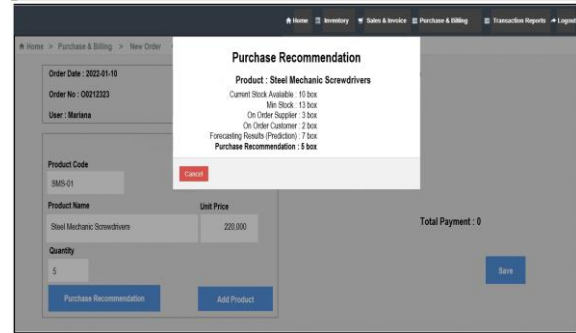 Home Inventory Sales & Invoice Purchase & Billing Transaction Reports Logout
Home > Purchase & Billing > New Order
Purchase Recommendation
Product : Steel Mechanic Screwdrivers
Current Stock Avalaible : 10 box
Min Stock : 13 box
On Order Supplier : 3 box
On Order Customer : 2 box
Forecasting Results (Prediction) : 7 box
Purchase Recommendation : 5 box
Cancel
Order Date : 2022-01-10
Order No : O0212323
User : Mariana
Product Code
SMS-01
Product Name Unit Price
Steel Mechanic Screwdrivers 220,000
Quantity
5
Purchase Recommendation Add Product
Total Payment : 0
Save